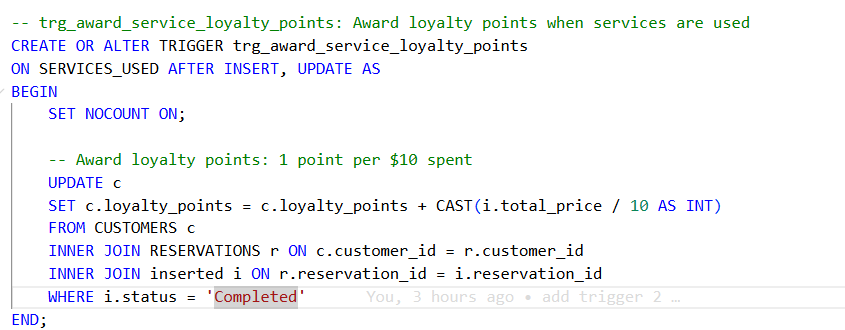 -- trg_award_service_loyalty_points: Award loyalty points when services are used
CREATE OR ALTER TRIGGER trg_award_service_loyalty_points
ON SERVICES_USED AFTER INSERT, UPDATE AS
BEGIN
    SET NOCOUNT ON;

    -- Award loyalty points: 1 point per $10 spent
    UPDATE c
    SET c.loyalty_points = c.loyalty_points + CAST(i.total_price / 10 AS INT)
    FROM CUSTOMERS c
    INNER JOIN RESERVATIONS r ON c.customer_id = r.customer_id
    INNER JOIN inserted i ON r.reservation_id = i.reservation_id
    WHERE i.status = 'Completed'      You, 3 hours ago • add trigger 2 …
END;